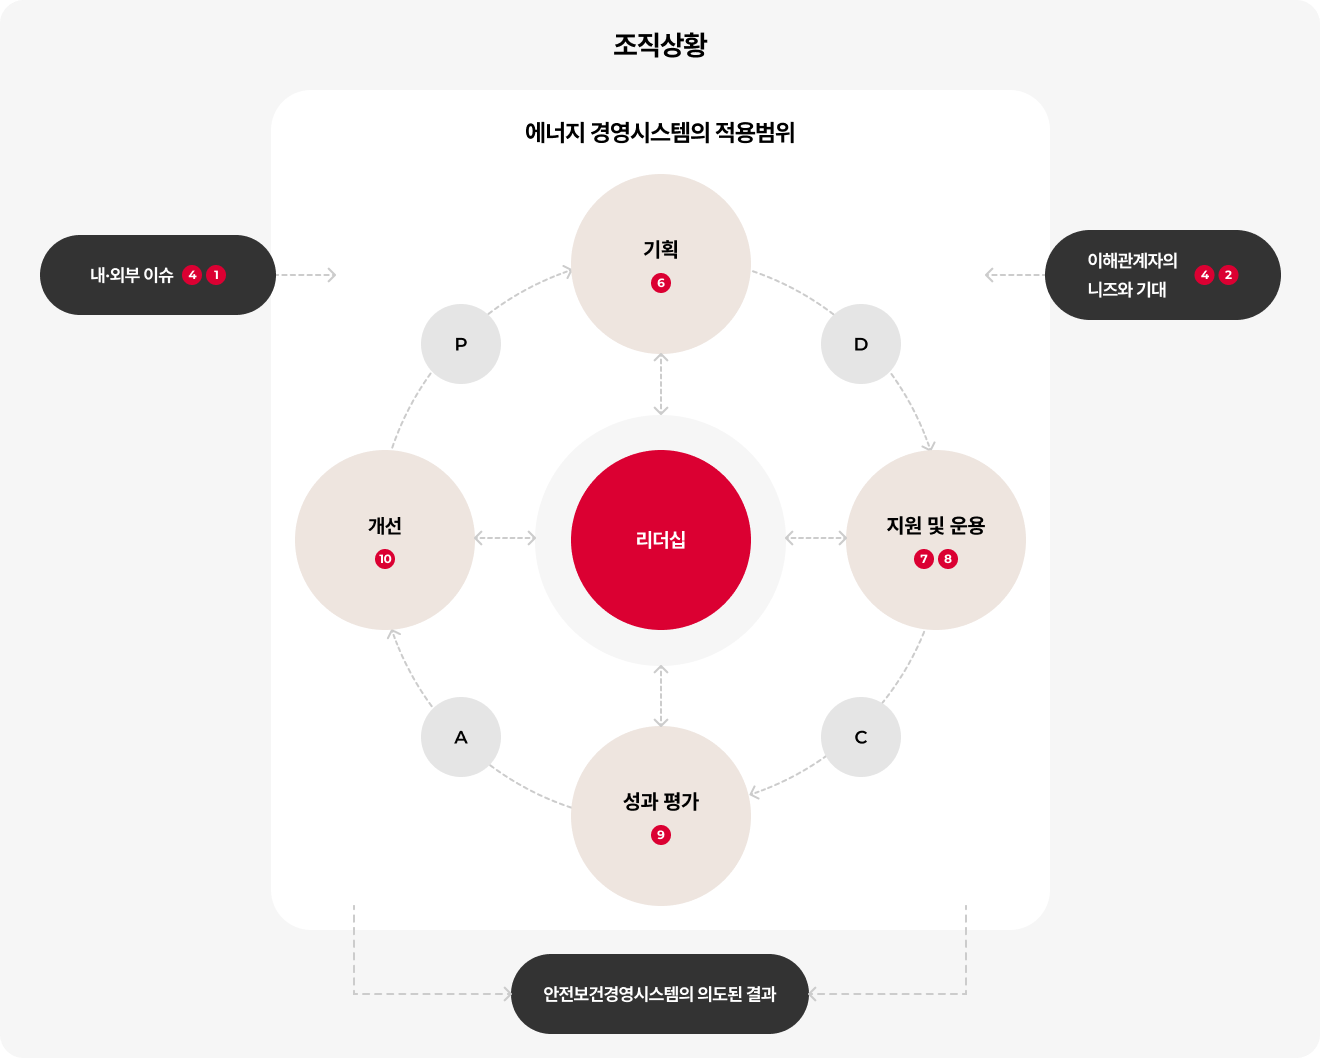 조직상황
에너지 경영시스템의 적용범위
내·외부 이슈 4 1
이해관계자의
니즈와 기대 4 2
기획
6
P
D
개선
10
리더십
지원 및 운용
7 8
A
C
성과 평가
9
안전보건경영시스템의 의도된 결과